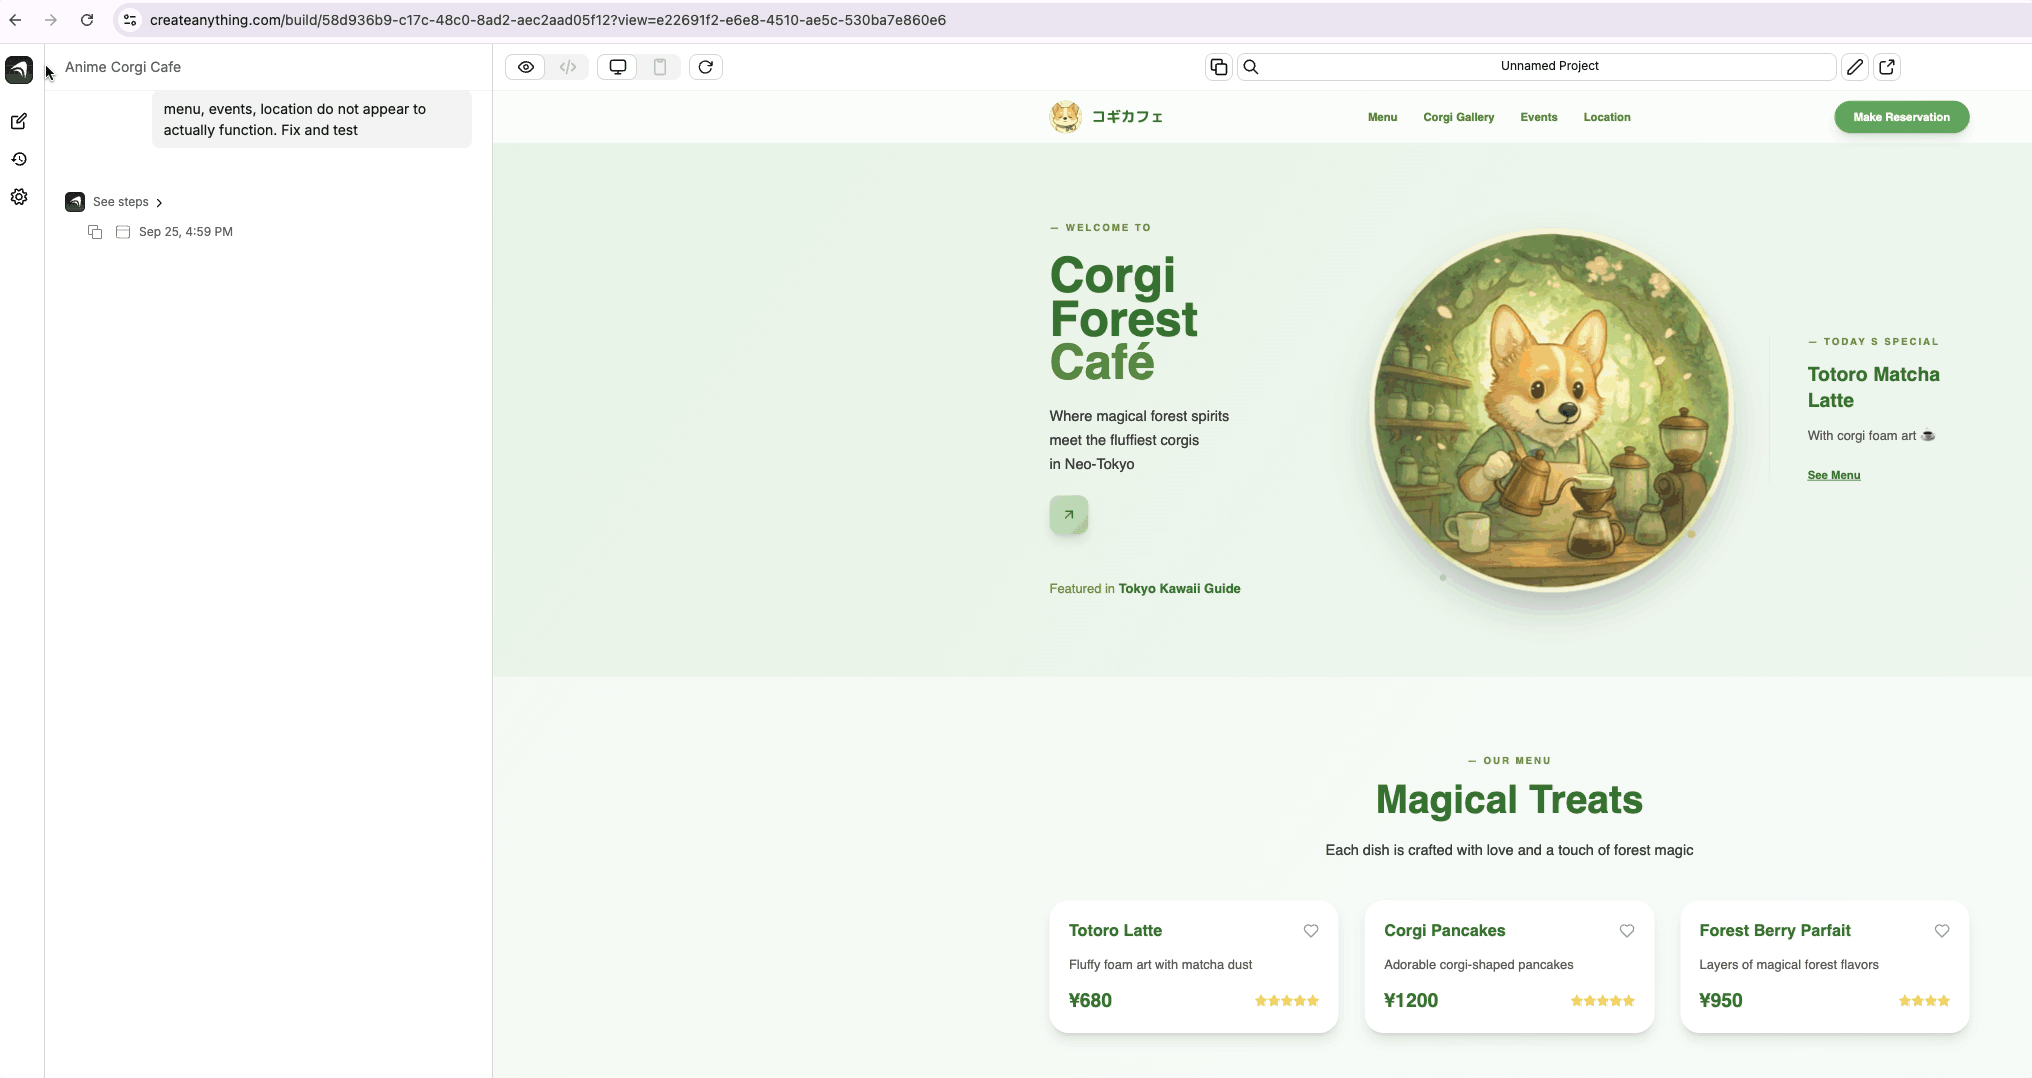 createanything.com/build/58d936b9-c17c-48c0-8ad2-aec2aad05f12?view=e22691f2-e6e8-4510-ae5c-530ba7e860e6
Anime Corgi Cafe
Unnamed Project
menu, events, location do not appear to
actually function. Fix and test
See steps
Sep 25, 4:59 PM
コギカフェ
Menu
Corgi Gallery
Events
Location
Make Reservation
— WELCOME TO
Corgi
Forest
Café
Where magical forest spirits
meet the fluffiest corgis
in Neo-Tokyo
Featured in Tokyo Kawaii Guide
— TODAY S SPECIAL
Totoro Matcha
Latte
With corgi foam art ☕
See Menu
— OUR MENU
Magical Treats
Each dish is crafted with love and a touch of forest magic
Totoro Latte
Fluffy foam art with matcha dust
¥680
Corgi Pancakes
Adorable corgi-shaped pancakes
¥1200
Forest Berry Parfait
Layers of magical forest flavors
¥950